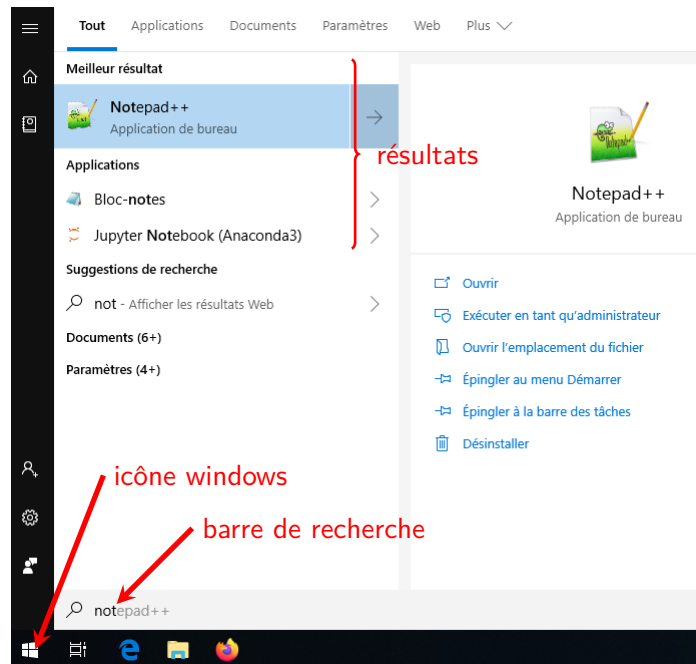 Tout Applications Documents Paramètres Web Plus
Meilleur résultat
Notepad++
Application de bureau
résultats
Applications
Bloc-notes
Jupyter Notebook (Anaconda3)
Suggestions de recherche
not - Afficher les résultats Web
Documents (6+)
Paramètres (4+)
Notepad++
Application de bureau
Ouvrir
Exécuter en tant qu'administrateur
Ouvrir l'emplacement du fichier
Épingler au menu Démarrer
Épingler à la barre des tâches
Désinstaller
icône windows
barre de recherche
notepad++